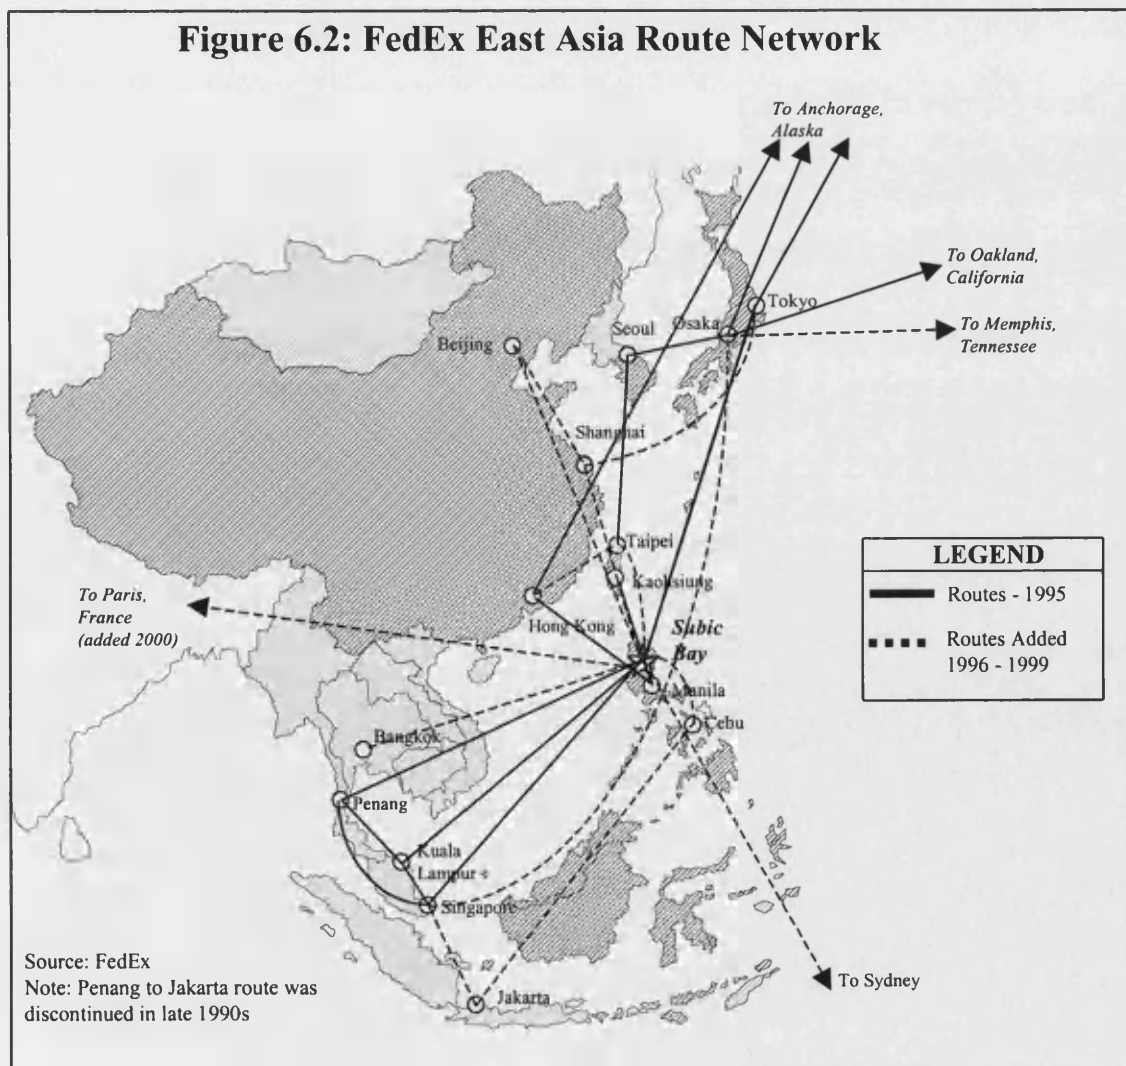 Figure 6.2: FedEx East Asia Route Network
To Anchorage,
Alaska
To Oakland,
California
Tokyo
Osaka
To Memphis,
Tennessee
Seoul
Beijing
Shanghai
Taipei
Kaohsiung
LEGEND
Routes - 1995
Routes Added
1996 - 1999
To Paris,
France
(added 2000)
Hong Kong
Subic
Bay
Manila
Cebu
Bangkok
Penang
Kuala
Lampur
Singapore
Jakarta
To Sydney
Source: FedEx
Note: Penang to Jakarta route was
discontinued in late 1990s